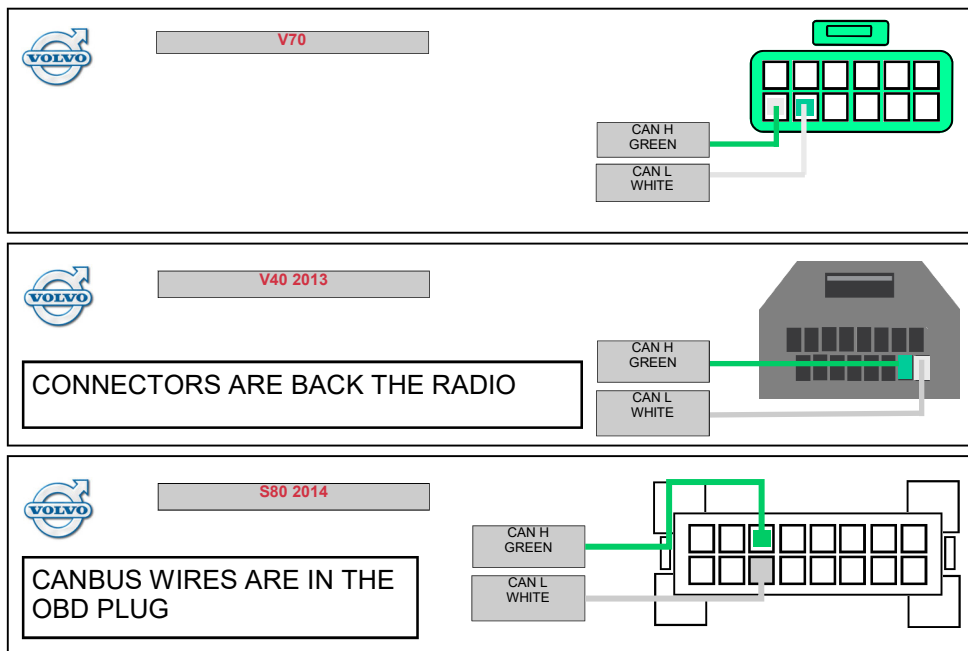 VOLVO
V70
CAN H
GREEN
CAN L
WHITE
VOLVO
V40 2013
CONNECTORS ARE BACK THE RADIO
CAN H
GREEN
CAN L
WHITE
VOLVO
S80 2014
CANBUS WIRES ARE IN THE
OBD PLUG
CAN H
GREEN
CAN L
WHITE